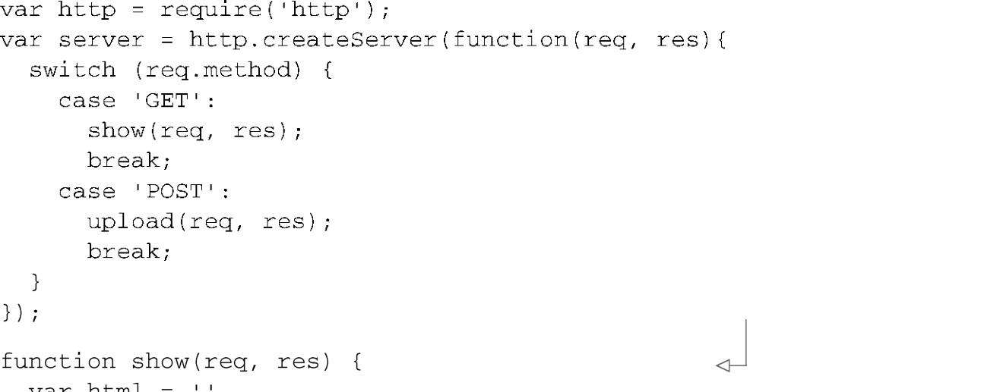 var http = require('http');
var server = http.createServer(function(req, res){
  switch (req.method) {
    case 'GET':
      show(req, res);
      break;
    case 'POST':
      upload(req, res);
      break;
  }
});
function show(req, res) {
  var html = ''